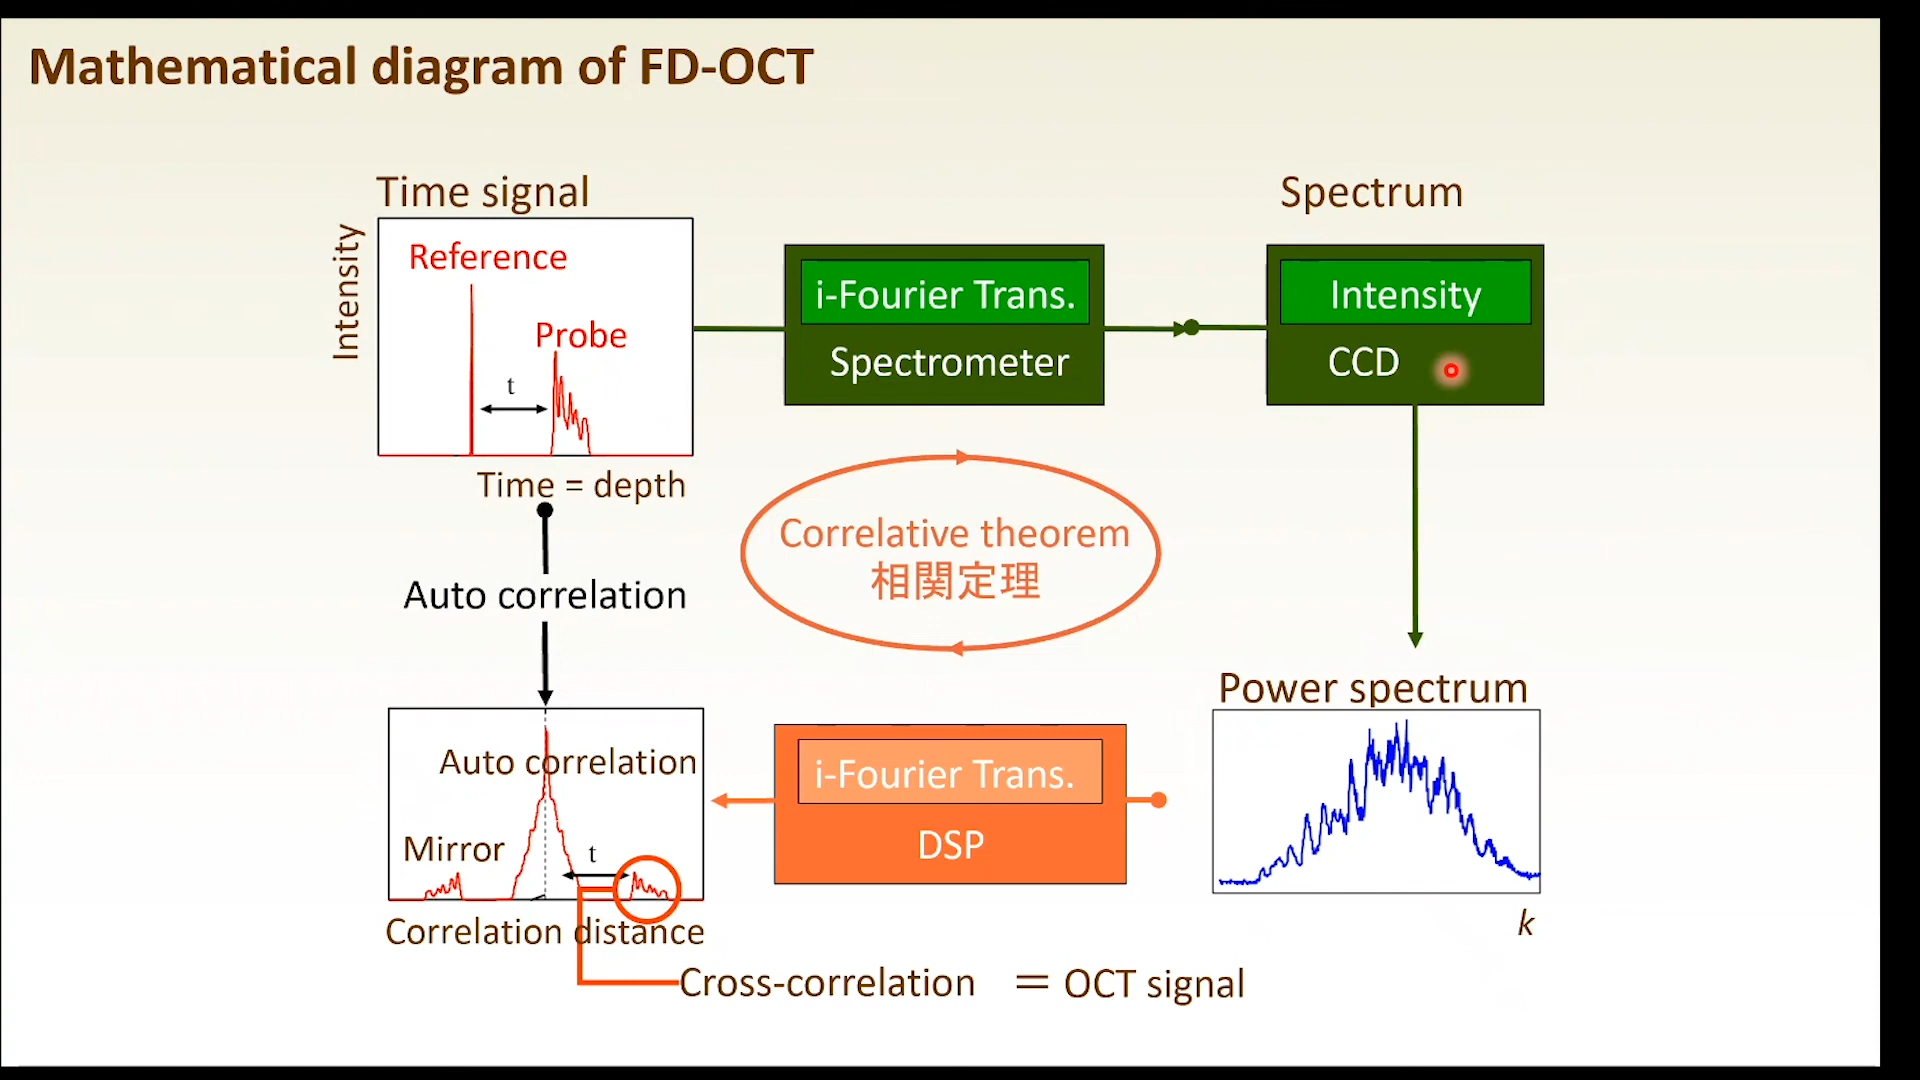 Mathematical diagram of FD-OCT
Time signal
Spectrum
Intensity
Reference
Probe
t
Time = depth
i-Fourier Trans.
Spectrometer
Intensity
CCD
Correlative theorem
相関定理
Auto correlation
Power spectrum
k
i-Fourier Trans.
DSP
Auto correlation
Mirror
t
Correlation distance
Cross-correlation = OCT signal